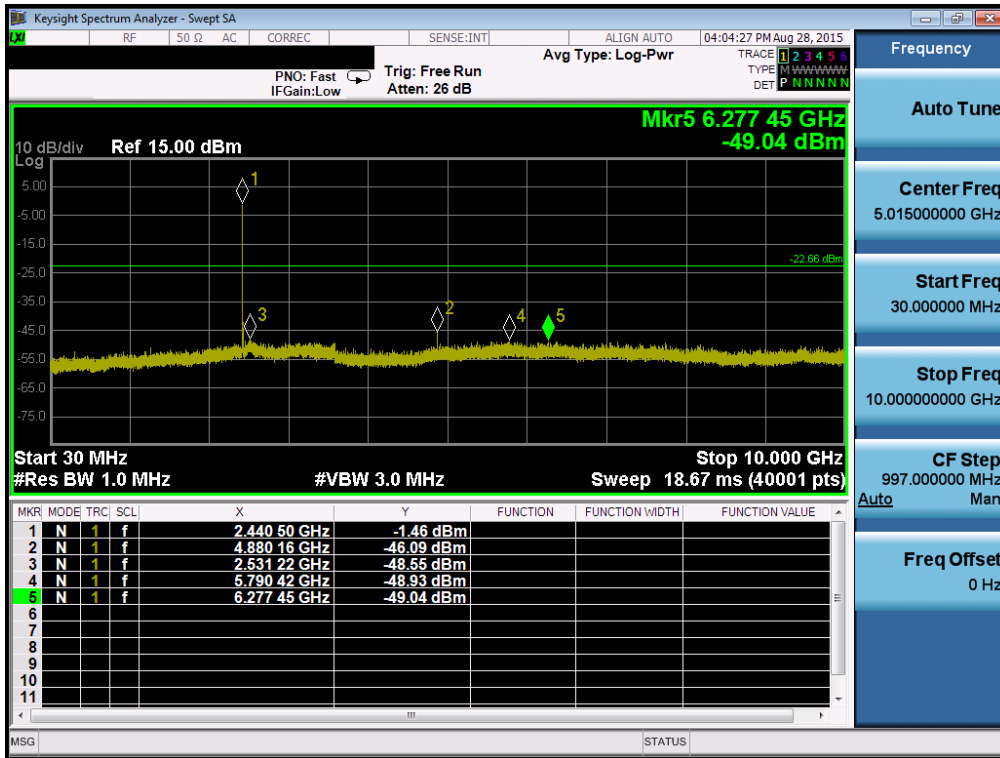 Keysight Spectrum Analyzer - Swept SA
LXI RF 50 Ω AC CORREC SENSE:INT ALIGN AUTO 04:04:27 PM Aug 28, 2015
PNO: Fast
IFGain:Low
Trig: Free Run
Atten: 26 dB
Avg Type: Log-Pwr
TRACE 1 2 3 4 5 6
TYPE M WWWWW
DET P N N N N N
Mkr5 6.277 45 GHz
-49.04 dBm
10 dB/div Ref 15.00 dBm
Log
5.00
-5.00
-15.0
-25.0
-35.0
-45.0
-55.0
-65.0
-75.0
1
-22.66 dBm
3
2
4
5
Start 30 MHz Stop 10.000 GHz
#Res BW 1.0 MHz #VBW 3.0 MHz Sweep 18.67 ms (40001 pts)
MKR MODE TRC SCL X Y FUNCTION FUNCTION WIDTH FUNCTION VALUE
1 N 1 f 2.440 50 GHz -1.46 dBm
2 N 1 f 4.880 16 GHz -46.09 dBm
3 N 1 f 2.531 22 GHz -48.55 dBm
4 N 1 f 5.790 42 GHz -48.93 dBm
5 N 1 f 6.277 45 GHz -49.04 dBm
6
7
8
9
10
11
MSG STATUS
Frequency
Auto Tune
Center Freq
5.015000000 GHz
Start Freq
30.000000 MHz
Stop Freq
10.000000000 GHz
CF Step
997.000000 MHz
Auto Man
Freq Offset
0 Hz